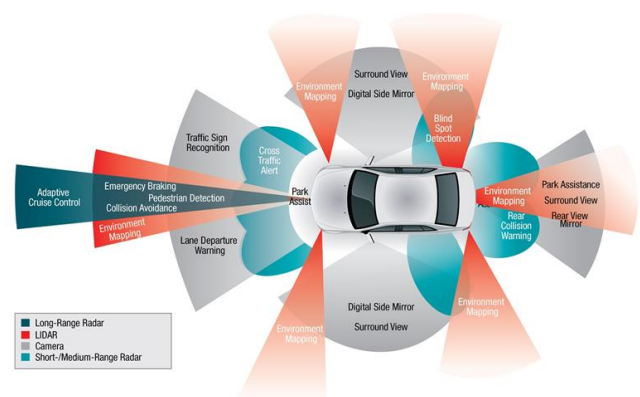 Surround View
Digital Side Mirror
Environment
Mapping
Environment
Mapping
Blind
Spot
Detection
Traffic Sign
Recognition
Cross
Traffic
Alert
Adaptive
Cruise Control
Emergency Braking
Pedestrian Detection
Collision Avoidance
Environment
Mapping
Park
Assist
Lane Departure
Warning
Environment
Mapping
Park Assistance
Surround View
Rear View
Mirror
Rear
Collision
Warning
Digital Side Mirror
Surround View
Environment
Mapping
Environment
Mapping
Long-Range Radar
LIDAR
Camera
Short-/Medium-Range Radar